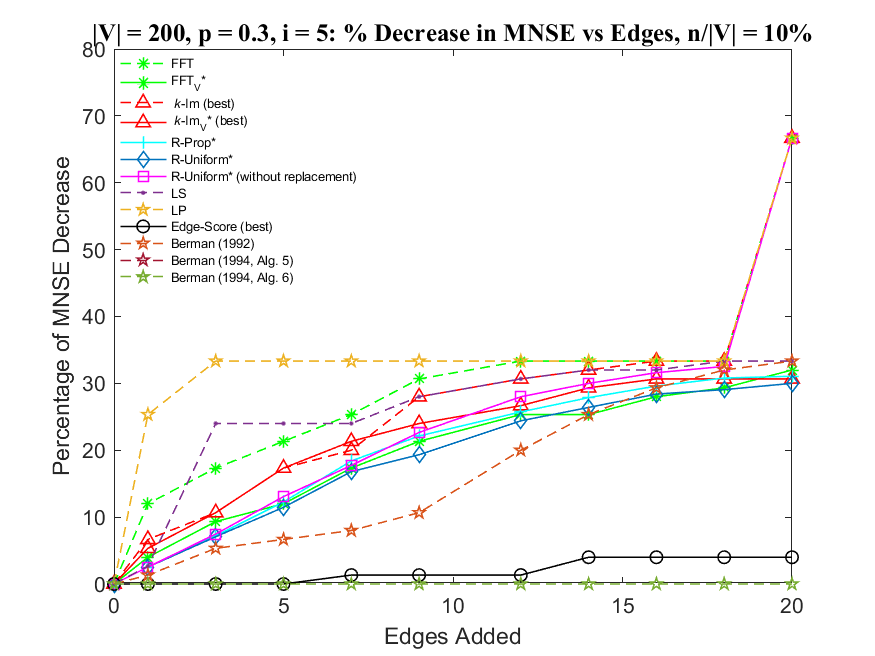 |V| = 200, p = 0.3, i = 5: % Decrease in MNSE vs Edges, n/|V| = 10%
80
70
60
50
40
30
20
10
0
Percentage of MNSE Decrease
FFT
FFT_V*
k-Im (best)
k-Im_V* (best)
R-Prop*
R-Uniform*
R-Uniform* (without replacement)
LS
LP
Edge-Score (best)
Berman (1992)
Berman (1994, Alg. 5)
Berman (1994, Alg. 6)
0 5 10 15 20
Edges Added